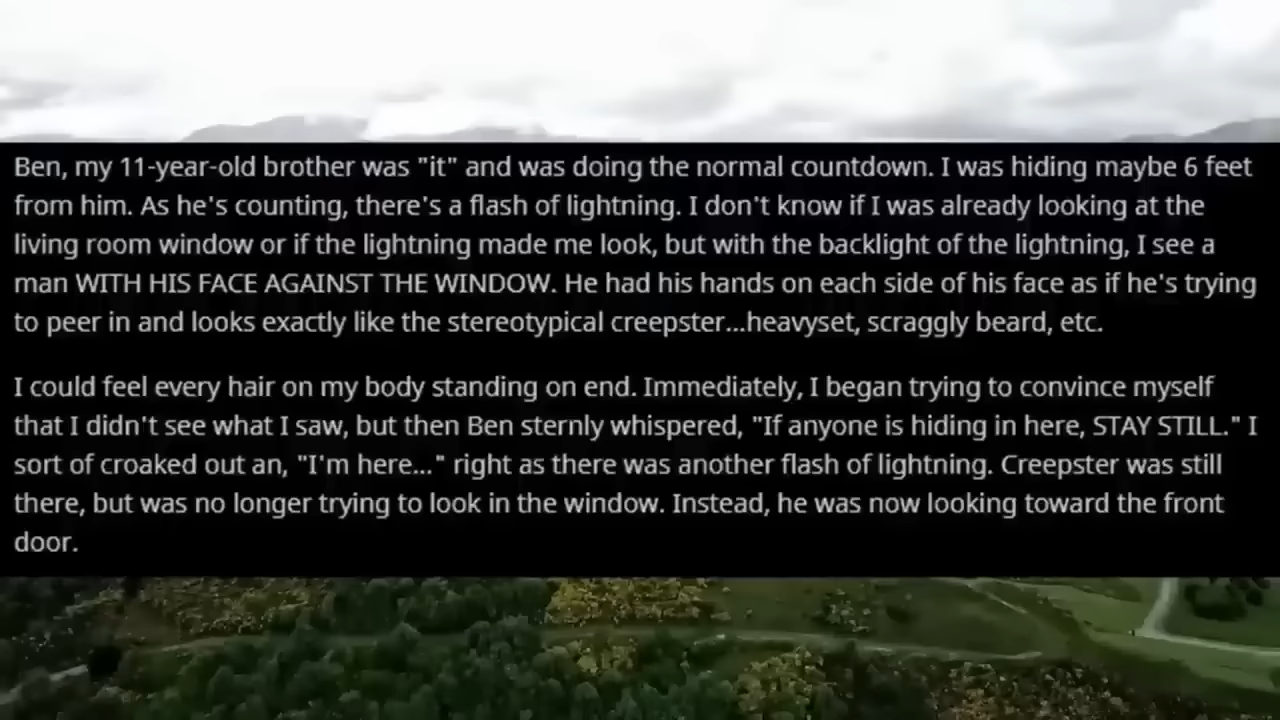 Ben, my 11-year-old brother was "it" and was doing the normal countdown. I was hiding maybe 6 feet
from him. As he's counting, there's a flash of lightning. I don't know if I was already looking at the
living room window or if the lightning made me look, but with the backlight of the lightning, I see a
man WITH HIS FACE AGAINST THE WINDOW. He had his hands on each side of his face as if he's trying
to peer in and looks exactly like the stereotypical creepster...heavyset, scraggly beard, etc.
I could feel every hair on my body standing on end. Immediately, I began trying to convince myself
that I didn't see what I saw, but then Ben sternly whispered, "If anyone is hiding in here, STAY STILL." I
sort of croaked out an, "I'm here..." right as there was another flash of lightning. Creepster was still
there, but was no longer trying to look in the window. Instead, he was now looking toward the front
door.